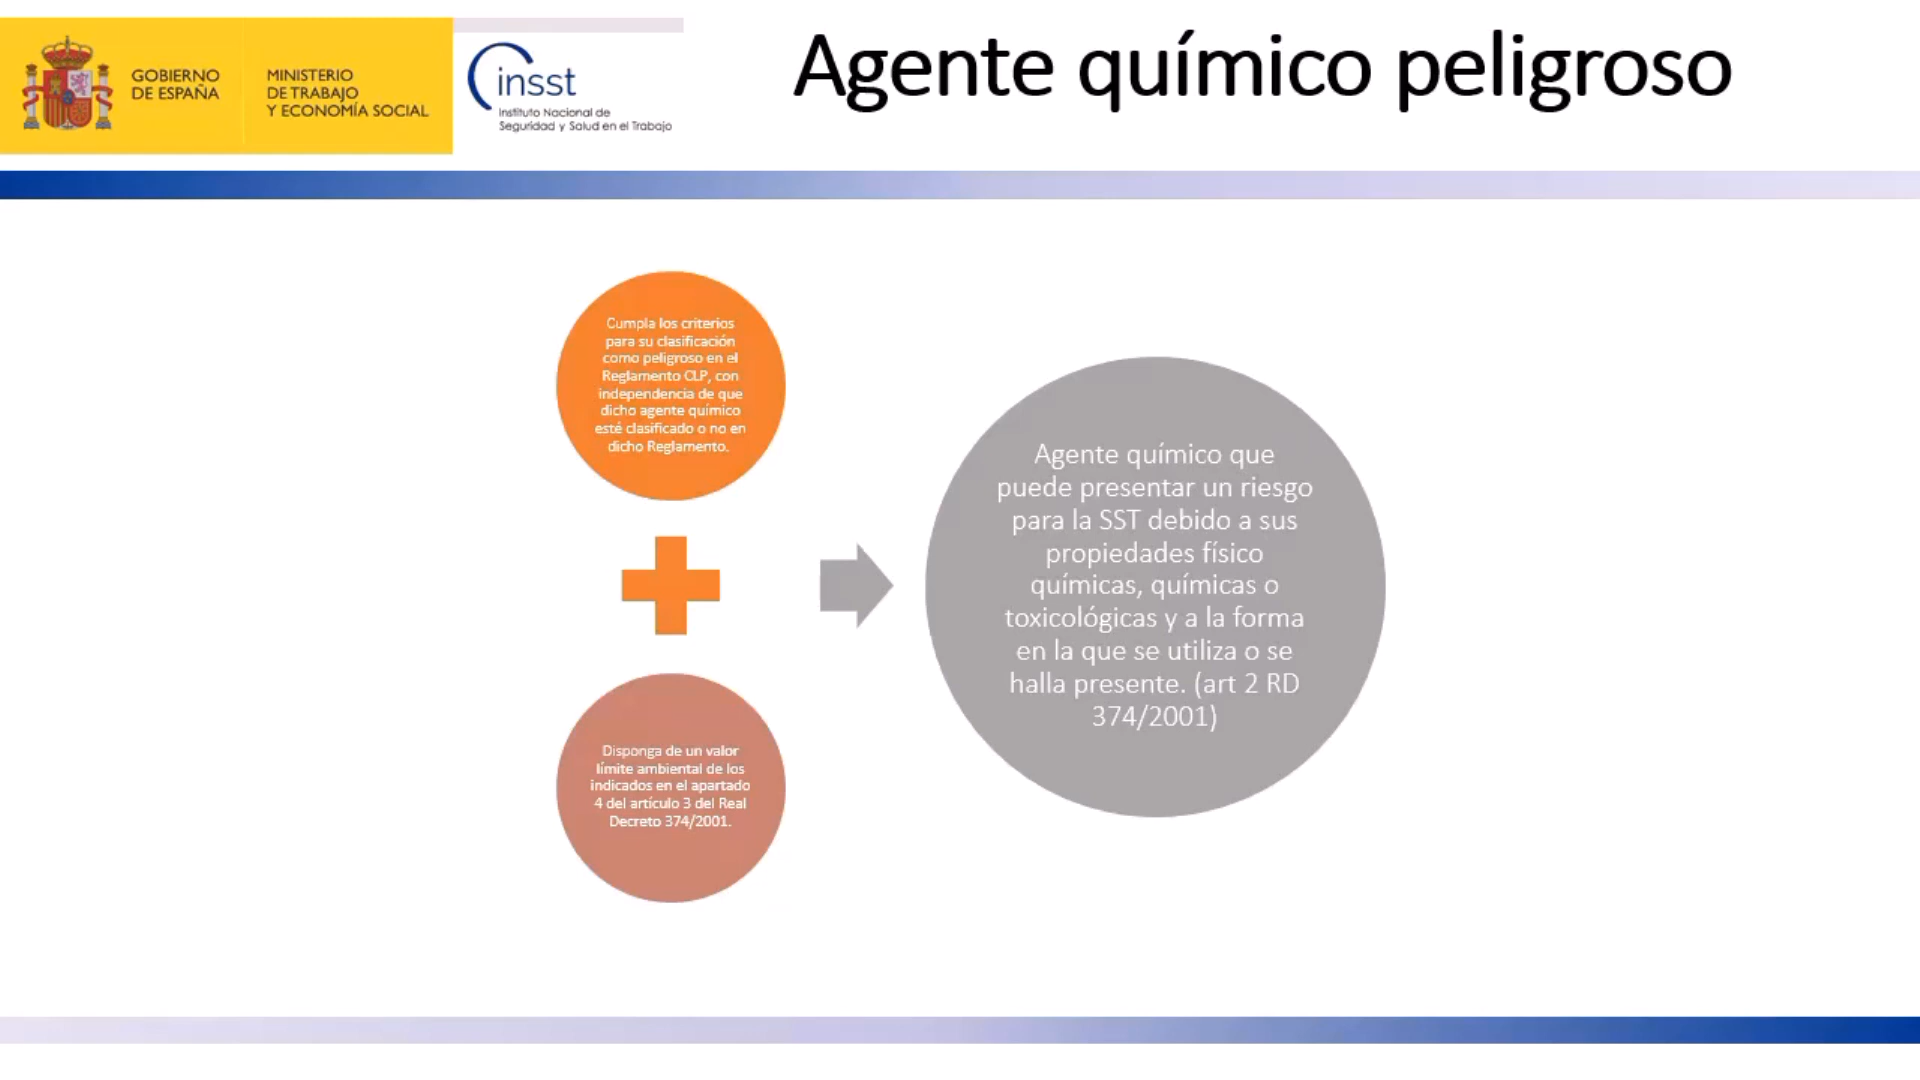 GOBIERNO
DE ESPAÑA
MINISTERIO
DE TRABAJO
Y ECONOMÍA SOCIAL
insst
Instituto Nacional de
Seguridad y Salud en el Trabajo
Agente químico peligroso
Cumpla los criterios
para su clasificación
como peligroso en el
Reglamento CLP, con
independencia de que
dicho agente químico
esté clasificado o no en
dicho Reglamento.
Disponga de un valor
límite ambiental de los
indicados en el apartado
4 del artículo 3 del Real
Decreto 374/2001.
Agente químico que
puede presentar un riesgo
para la SST debido a sus
propiedades físico
químicas, químicas o
toxicológicas y a la forma
en la que se utiliza o se
halla presente. (art 2 RD
374/2001)